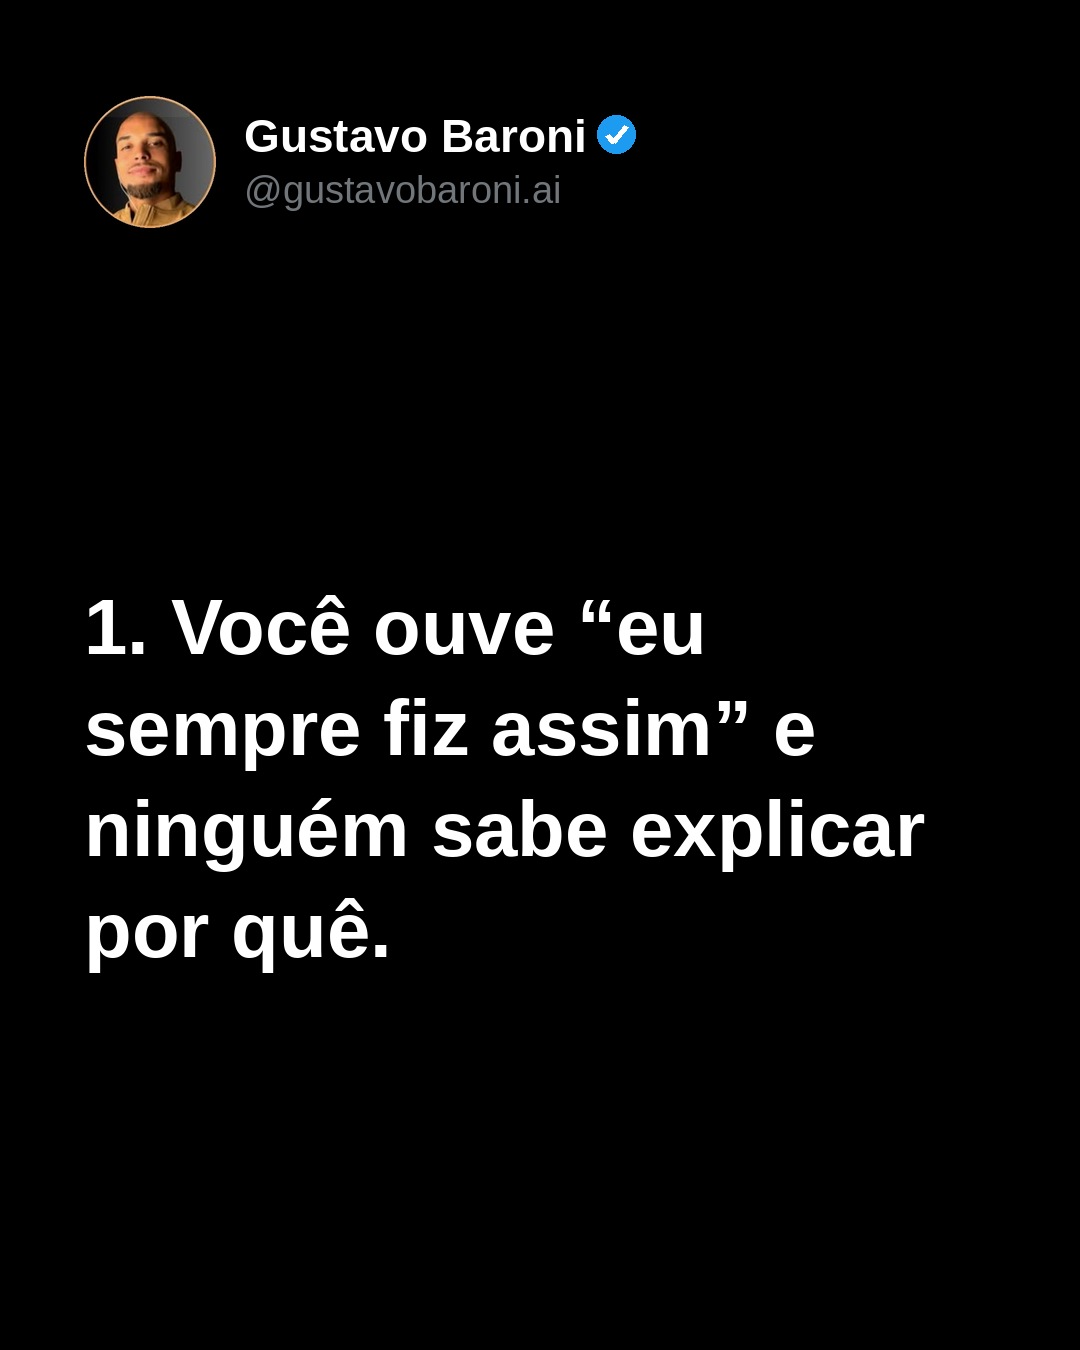 Gustavo Baroni
@gustavobaroni.ai
1. Você ouve “eu
sempre fiz assim” e
ninguém sabe explicar
por quê.